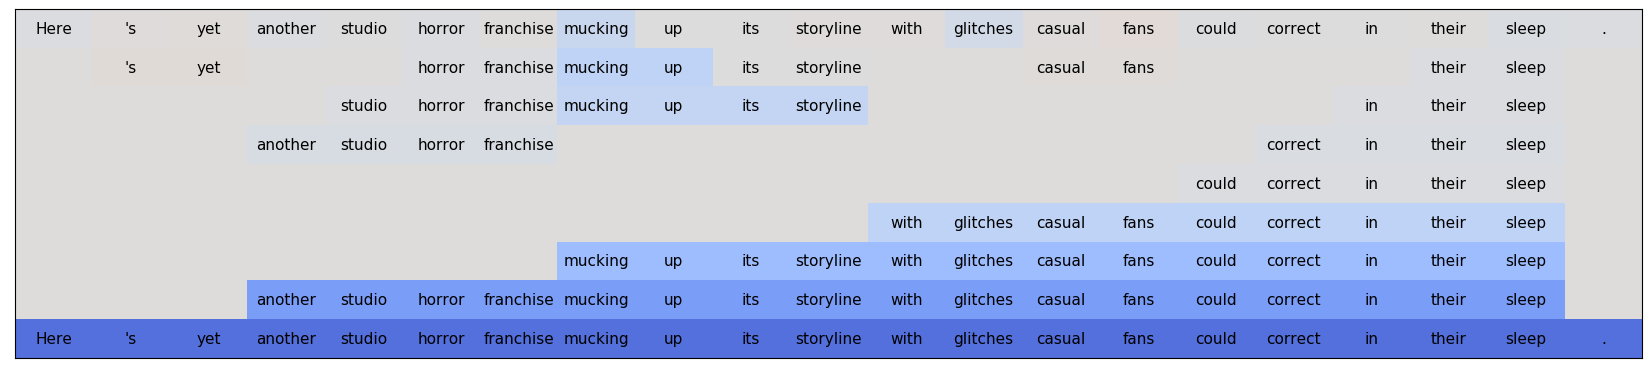 Here 's yet another studio horror franchise mucking up its storyline with glitches casual fans could correct in their sleep .
's yet horror franchise mucking up its storyline casual fans their sleep
studio horror franchise mucking up its storyline in their sleep
another studio horror franchise correct in their sleep
could correct in their sleep
with glitches casual fans could correct in their sleep
mucking up its storyline with glitches casual fans could correct in their sleep
another studio horror franchise mucking up its storyline with glitches casual fans could correct in their sleep
Here 's yet another studio horror franchise mucking up its storyline with glitches casual fans could correct in their sleep .